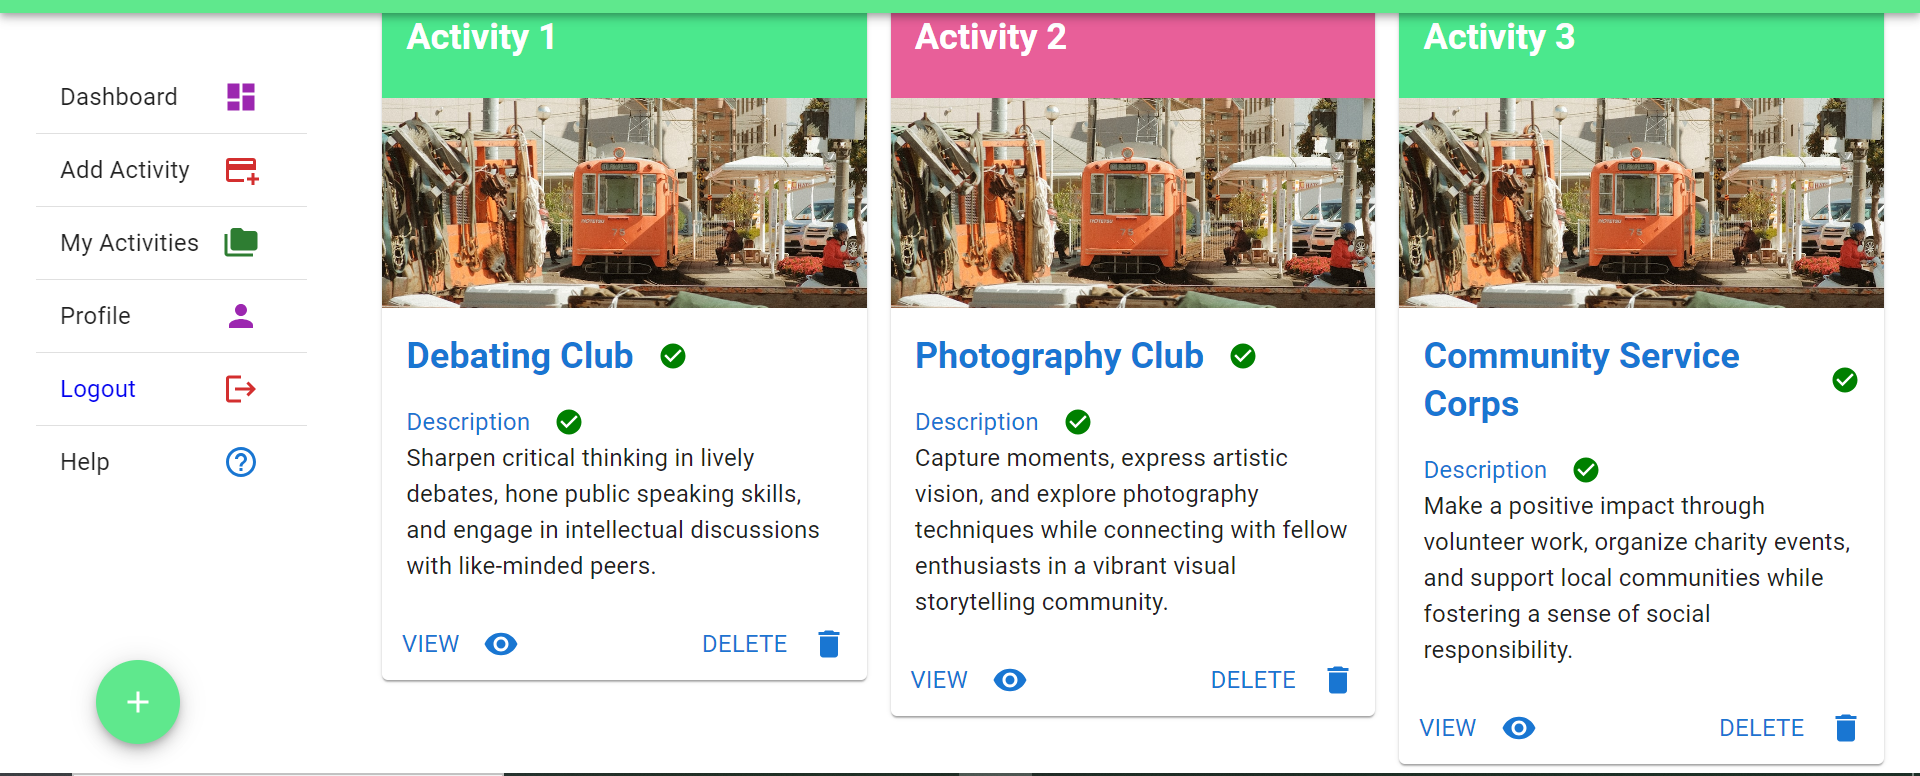 Activity 1
Activity 2
Activity 3
Dashboard
Add Activity
My Activities
Profile
Logout
Help
75
Debating Club
Description
Sharpen critical thinking in lively
debates, hone public speaking skills,
and engage in intellectual discussions
with like-minded peers.
VIEW
DELETE
75
Photography Club
Description
Capture moments, express artistic
vision, and explore photography
techniques while connecting with fellow
enthusiasts in a vibrant visual
storytelling community.
VIEW
DELETE
75
Community Service
Corps
Description
Make a positive impact through
volunteer work, organize charity events,
and support local communities while
fostering a sense of social
responsibility.
VIEW
DELETE